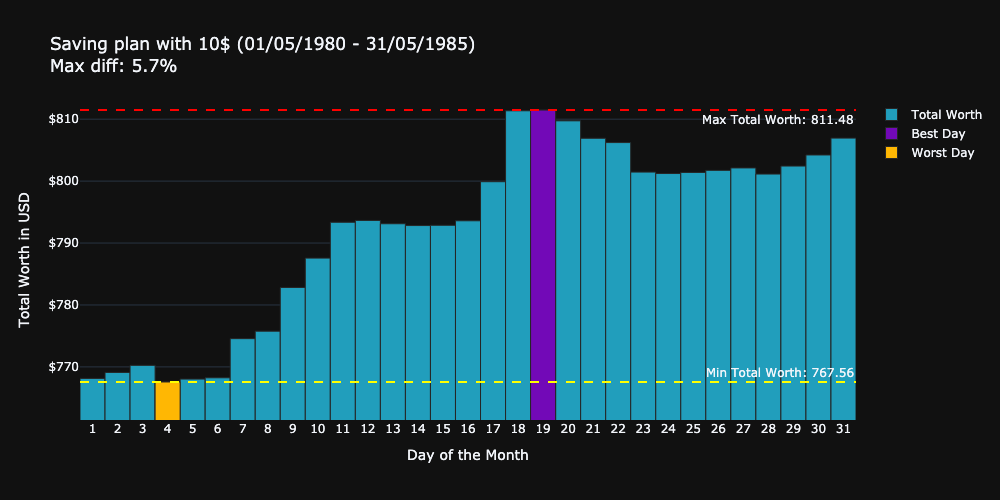 Saving plan with 10$ (01/05/1980 - 31/05/1985)
Max diff: 5.7%
Total Worth in USD
$810
$800
$790
$780
$770
Max Total Worth: 811.48
Min Total Worth: 767.56
1 2 3 4 5 6 7 8 9 10 11 12 13 14 15 16 17 18 19 20 21 22 23 24 25 26 27 28 29 30 31
Day of the Month
Total Worth
Best Day
Worst Day